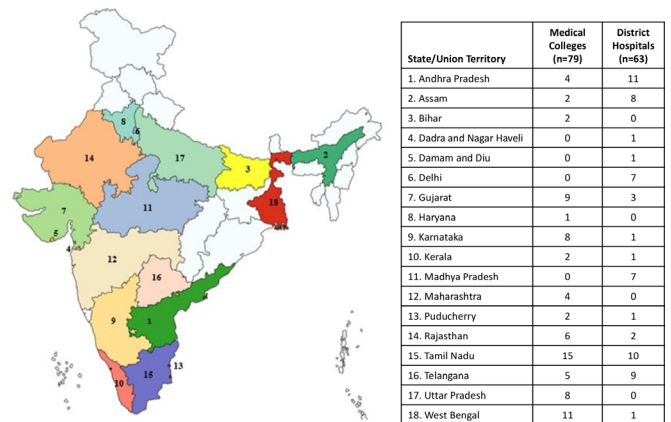 State/Union Territory Medical Colleges (n=79) District Hospitals (n=63)
1. Andhra Pradesh 4 11
2. Assam 2 8
3. Bihar 2 0
4. Dadra and Nagar Haveli 0 1
5. Damam and Diu 0 1
6. Delhi 0 7
7. Gujarat 9 3
8. Haryana 1 0
9. Karnataka 8 1
10. Kerala 2 1
11. Madhya Pradesh 0 7
12. Maharashtra 4 0
13. Puducherry 2 1
14. Rajasthan 6 2
15. Tamil Nadu 15 10
16. Telangana 5 9
17. Uttar Pradesh 8 0
18. West Bengal 11 1
8
6
14
17
3
2
7
11
18
5
4
12
16
9
1
13
10
15